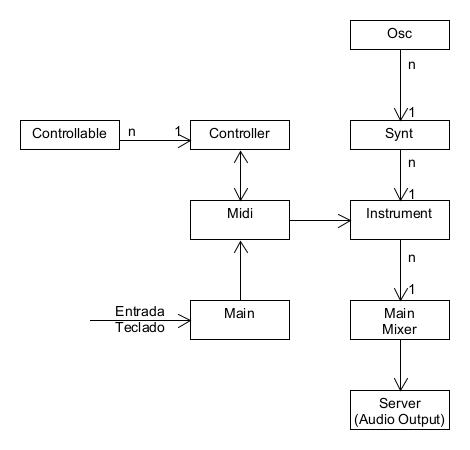 Osc
n
1
Controllable
n
1
Controller
Synt
n
1
Midi
Instrument
n
1
Entrada
Teclado
Main
Main
Mixer
Server
(Audio Output)